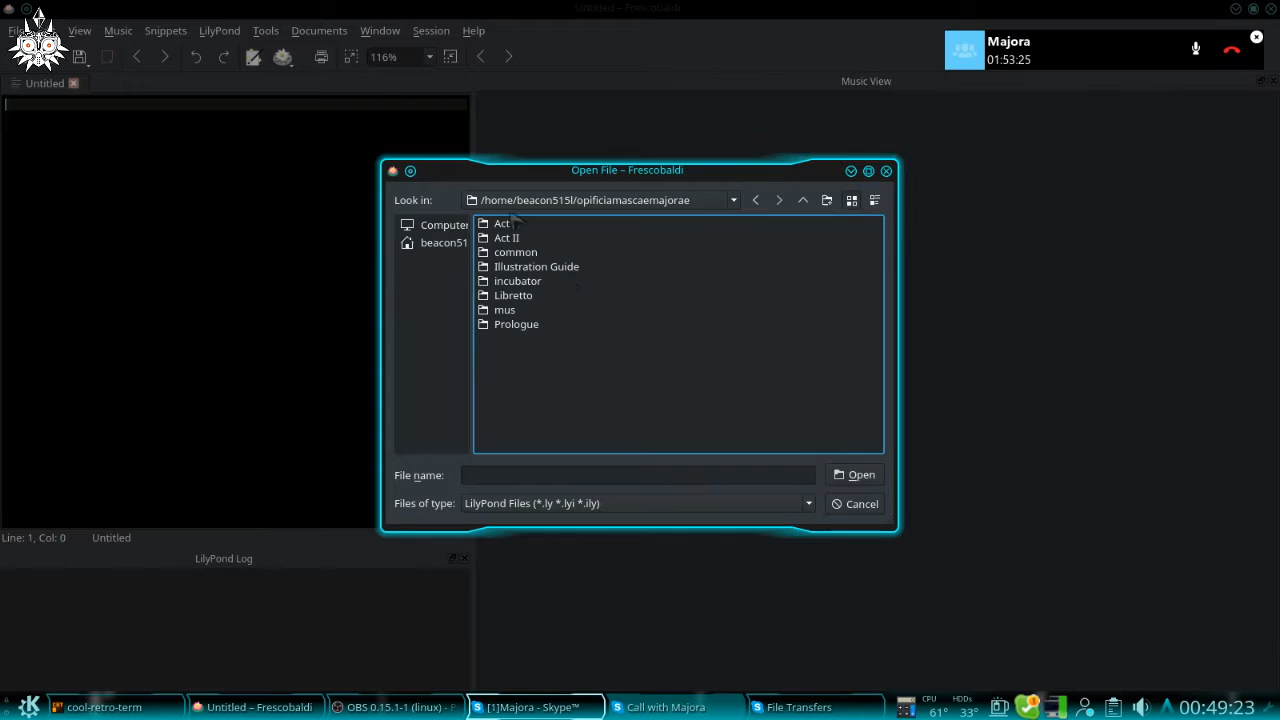 Untitled – Frescobaldi
View Music Snippets LilyPond Tools Documents Window Session Help
116%
Majora
01:53:25
Untitled
Music View
Open File – Frescobaldi
Look in: /home/beacon515l/opificiamascaemajorae
Computer
beacon51
Act
Act II
common
Illustration Guide
incubator
Libretto
mus
Prologue
File name: Open
Files of type: LilyPond Files (*.ly *.lyi *.ily) Cancel
Line: 1, Col: 0 Untitled
LilyPond Log
cool-retro-term Untitled – Frescobaldi OBS 0.15.1-1 (linux) - P [1]Majora - Skype™ Call with Majora File Transfers CPU 61° HDDs 33° 00:49:23